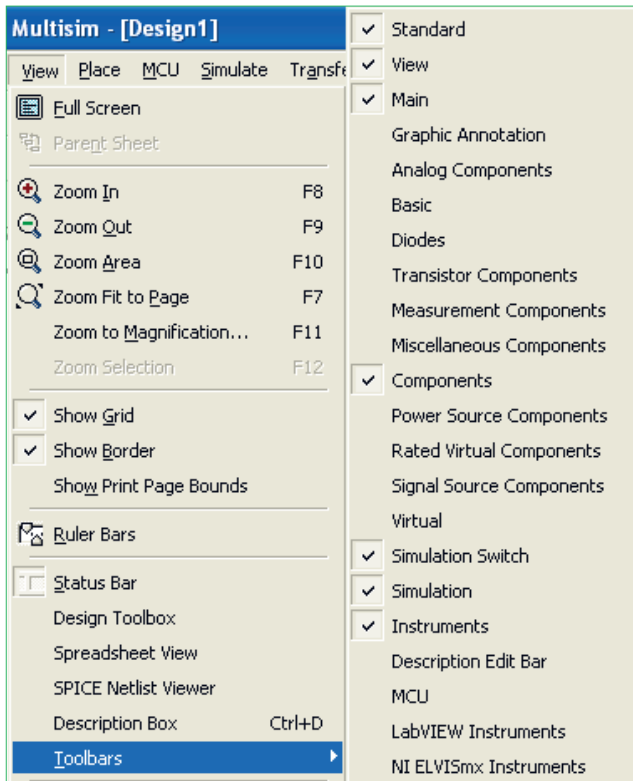 Multisim - [Design1]
View Place MCU Simulate Transfe
Full Screen
Parent Sheet
Zoom In F8
Zoom Out F9
Zoom Area F10
Zoom Fit to Page F7
Zoom to Magnification... F11
Zoom Selection F12
Show Grid
Show Border
Show Print Page Bounds
Ruler Bars
Status Bar
Design Toolbox
Spreadsheet View
SPICE Netlist Viewer
Description Box Ctrl+D
Toolbars
Standard
View
Main
Graphic Annotation
Analog Components
Basic
Diodes
Transistor Components
Measurement Components
Miscellaneous Components
Components
Power Source Components
Rated Virtual Components
Signal Source Components
Virtual
Simulation Switch
Simulation
Instruments
Description Edit Bar
MCU
LabVIEW Instruments
NI ELVISmx Instruments